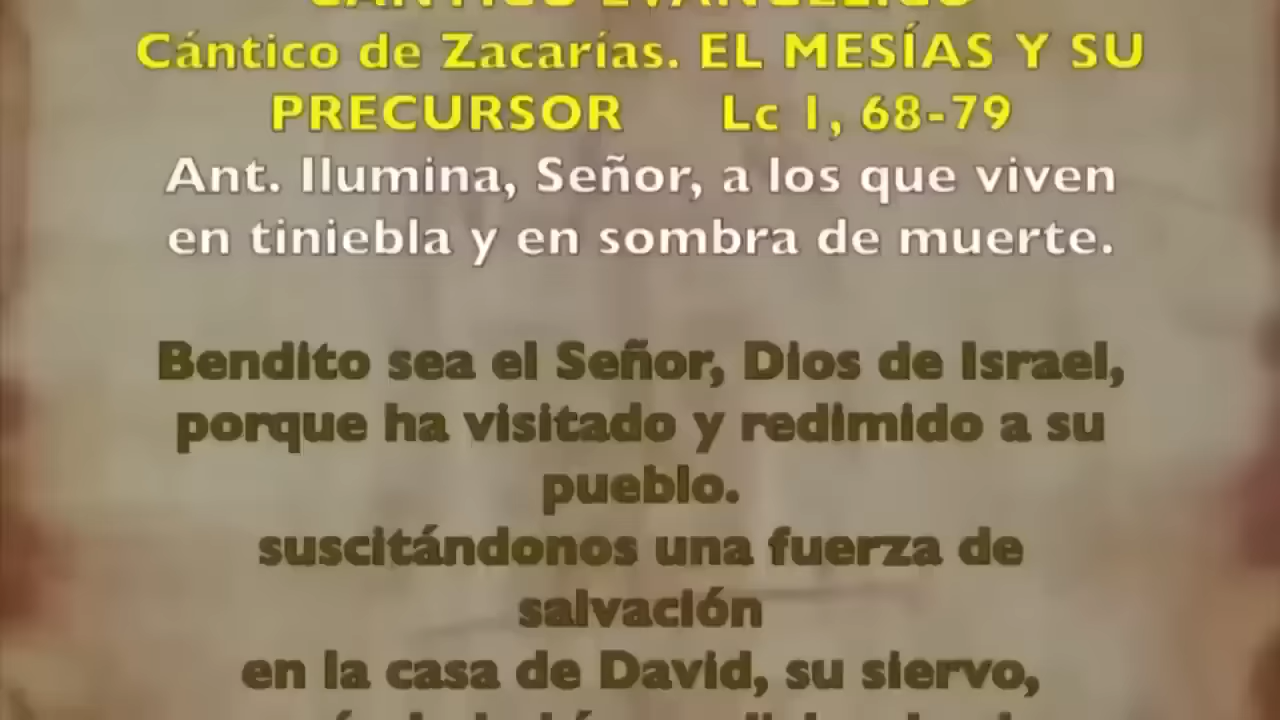 CÁNTICO EVANGÉLICO
Cántico de Zacarías. EL MESÍAS Y SU
PRECURSOR Lc 1, 68-79
Ant. Ilumina, Señor, a los que viven
en tiniebla y en sombra de muerte.
Bendito sea el Señor, Dios de Israel,
porque ha visitado y redimido a su
pueblo.
suscitándonos una fuerza de
salvación
en la casa de David, su siervo,